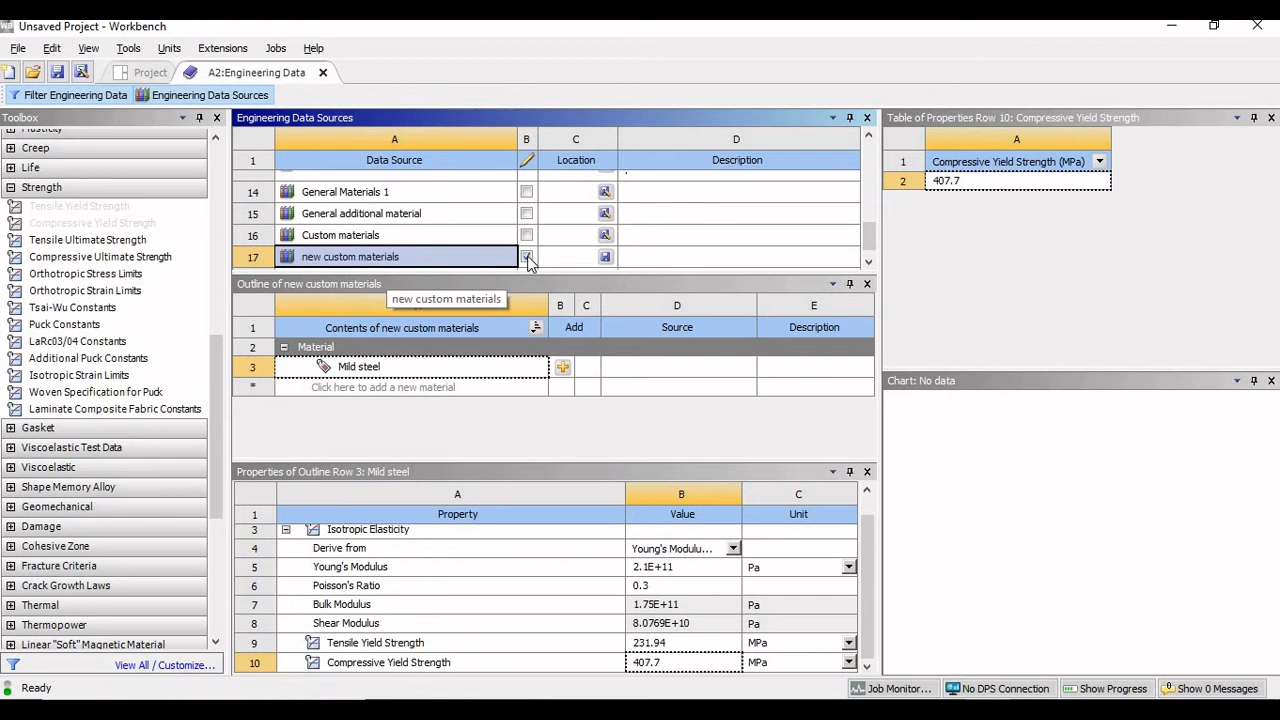 Unsaved Project - Workbench
File Edit View Tools Units Extensions Jobs Help
Project A2:Engineering Data
Filter Engineering Data Engineering Data Sources
Toolbox
Plasticity
Creep
Life
Strength
Tensile Yield Strength
Compressive Yield Strength
Tensile Ultimate Strength
Compressive Ultimate Strength
Orthotropic Stress Limits
Orthotropic Strain Limits
Tsai-Wu Constants
Puck Constants
LaRc03/04 Constants
Additional Puck Constants
Isotropic Strain Limits
Woven Specification for Puck
Laminate Composite Fabric Constants
Gasket
Viscoelastic Test Data
Viscoelastic
Shape Memory Alloy
Geomechanical
Damage
Cohesive Zone
Fracture Criteria
Crack Growth Laws
Thermal
Thermopower
Linear "Soft" Magnetic Material
View All / Customize...
Engineering Data Sources
A B C D
1 Data Source Location Description
14 General Materials 1
15 General additional material
16 Custom materials
17 new custom materials
Outline of new custom materials
new custom materials
B C D E
1 Contents of new custom materials Add Source Description
2 Material
3 Mild steel
* Click here to add a new material
Properties of Outline Row 3: Mild steel
A B C
1 Property Value Unit
3 Isotropic Elasticity
4 Derive from Young's Modulu...
5 Young's Modulus 2.1E+11 Pa
6 Poisson's Ratio 0.3
7 Bulk Modulus 1.75E+11 Pa
8 Shear Modulus 8.0769E+10 Pa
9 Tensile Yield Strength 231.94 MPa
10 Compressive Yield Strength 407.7 MPa
Table of Properties Row 10: Compressive Yield Strength
A
1 Compressive Yield Strength (MPa)
2 407.7
Chart: No data
Ready
Job Monitor... No DPS Connection Show Progress Show 0 Messages